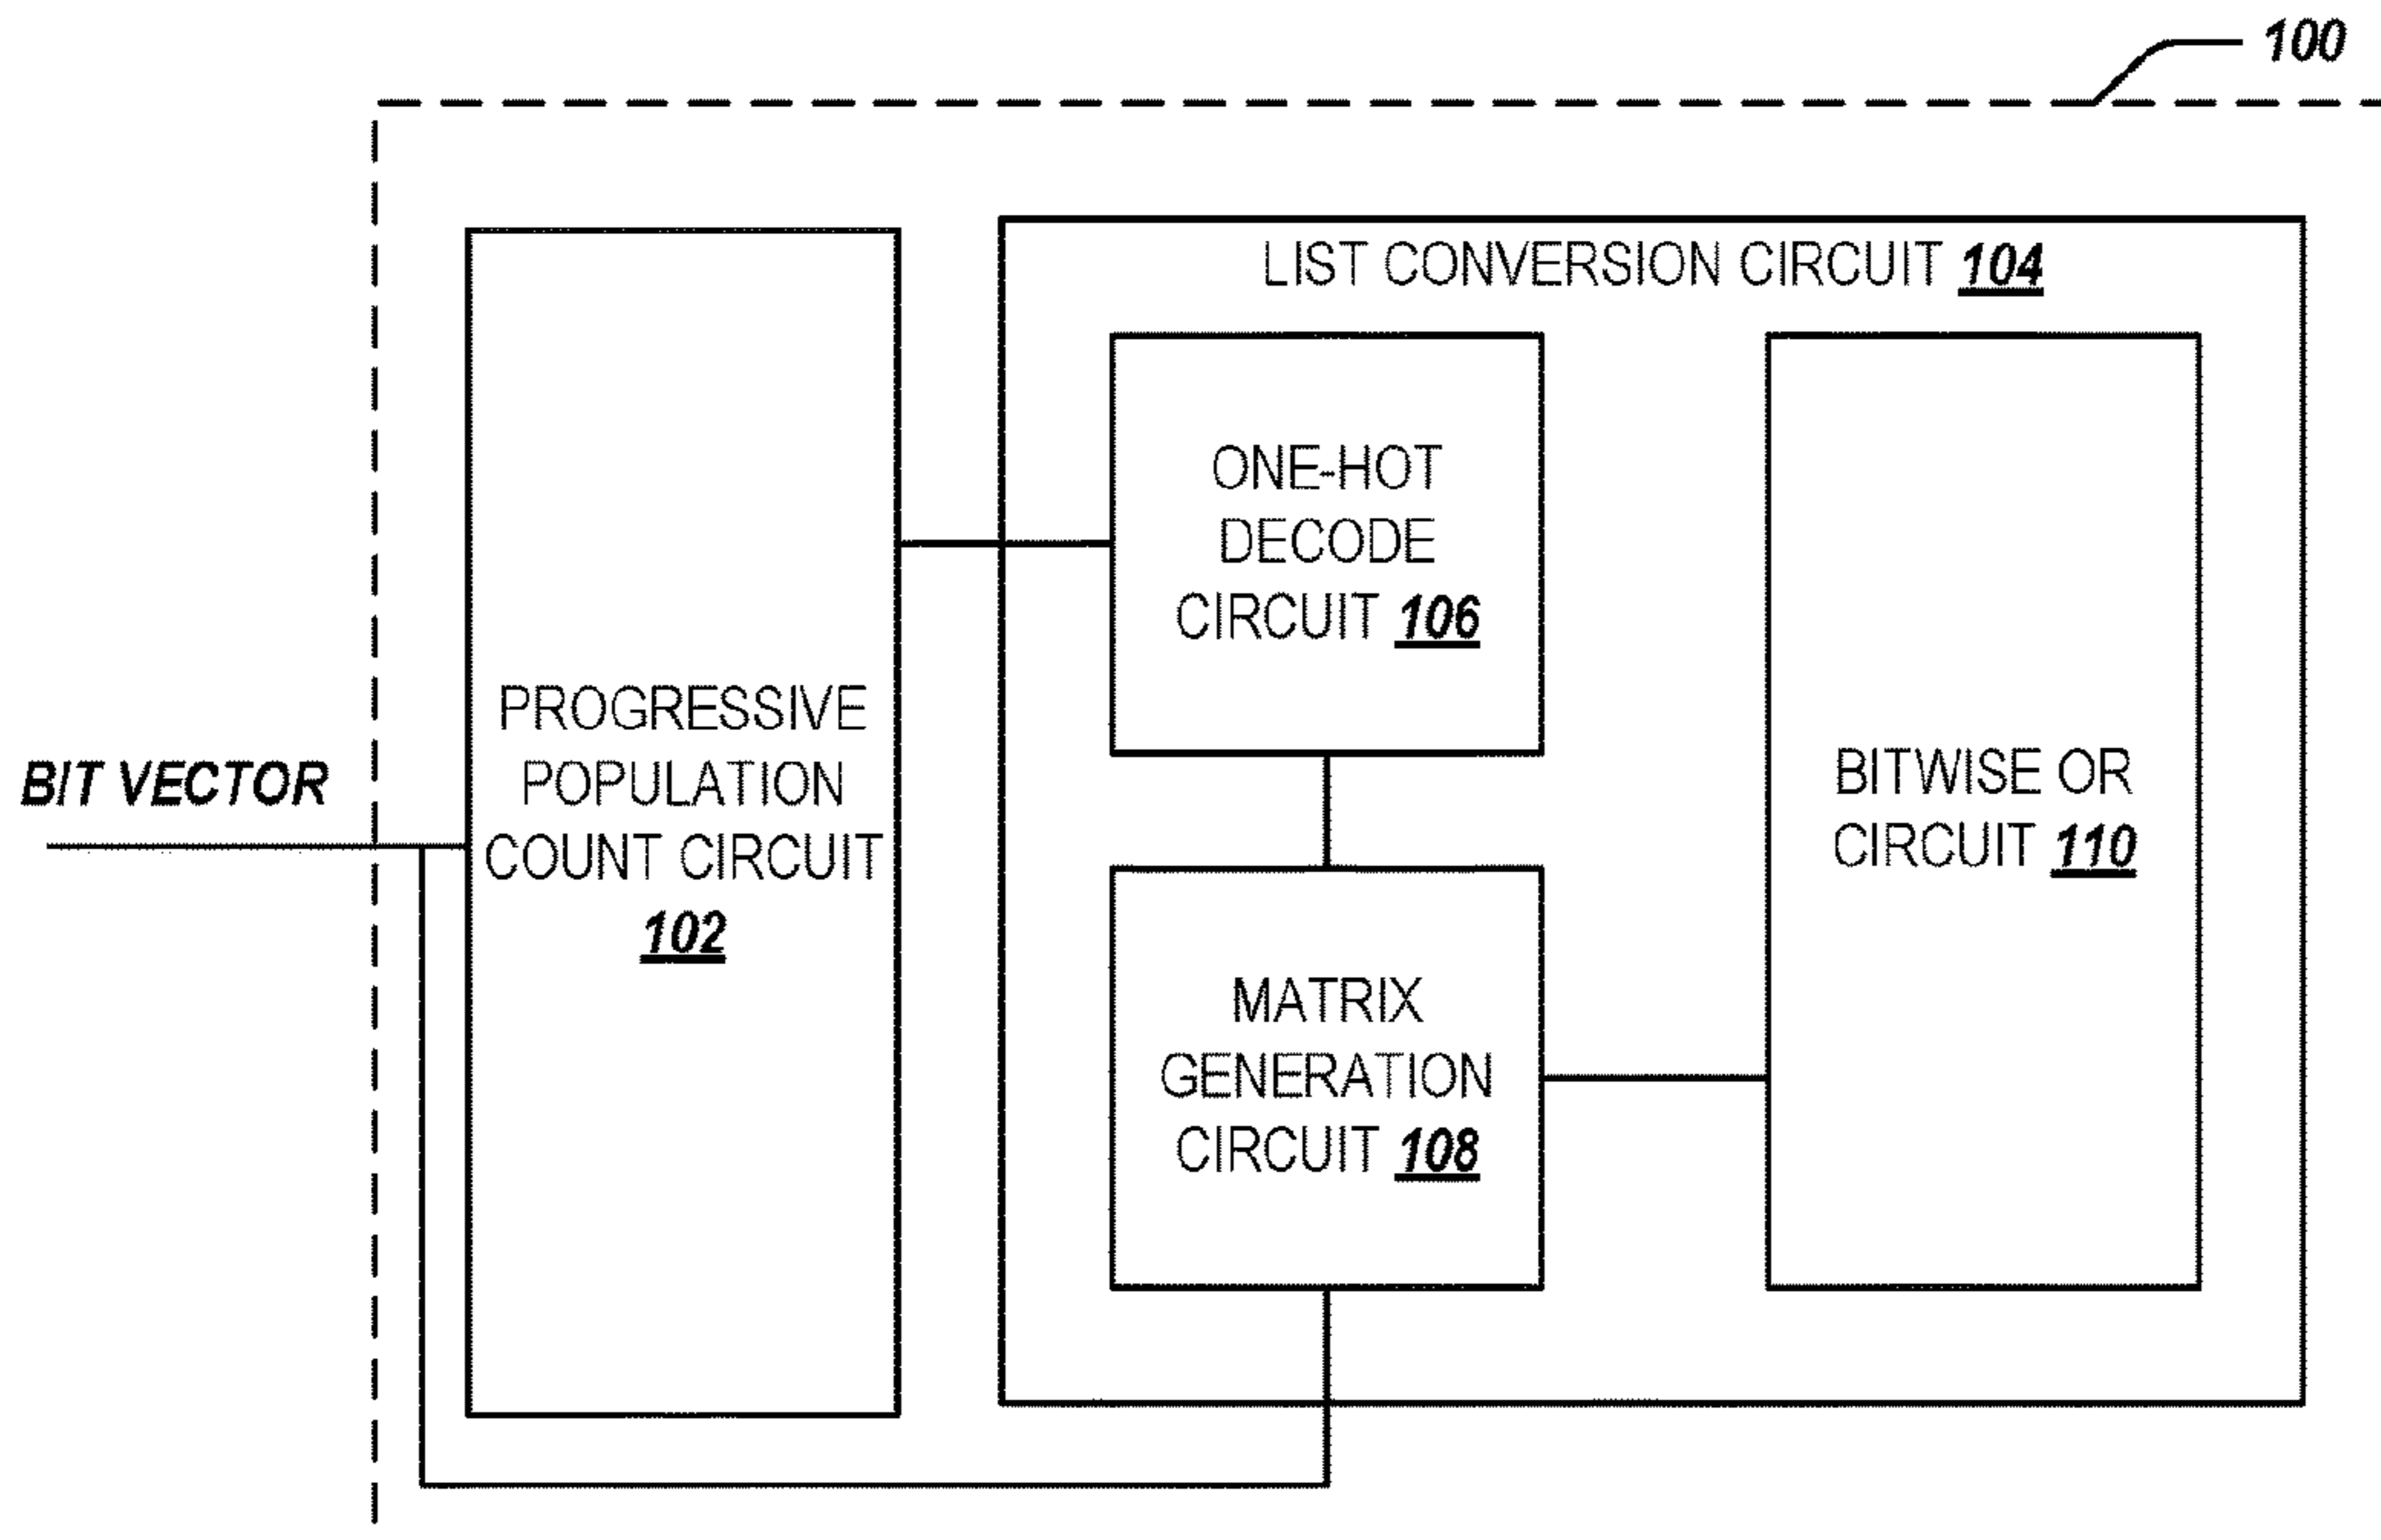 100
LIST CONVERSION CIRCUIT 104
ONE-HOT
DECODE
CIRCUIT 106
PROGRESSIVE
POPULATION
COUNT CIRCUIT
102
BIT VECTOR
BITWISE OR
CIRCUIT 110
MATRIX
GENERATION
CIRCUIT 108